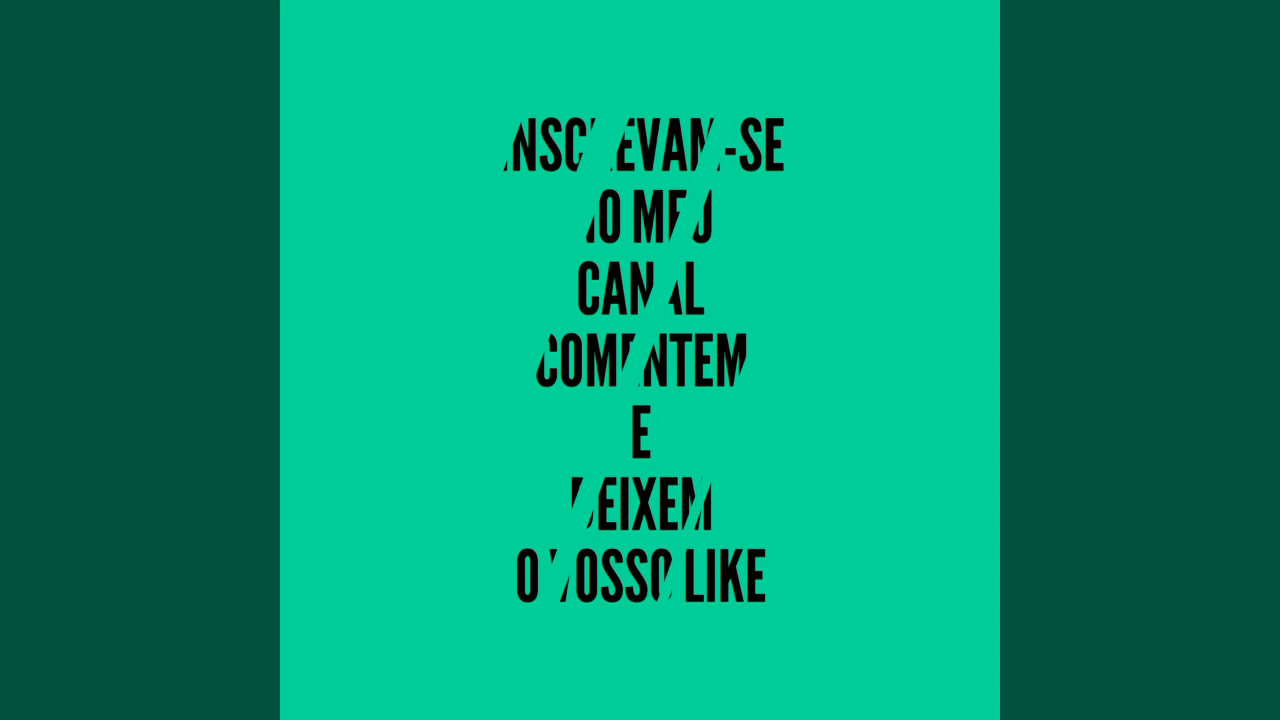 INSCREVAM-SE
NO MEU
CANAL
COMENTEM
E
DEIXEM
O VOSSO LIKE